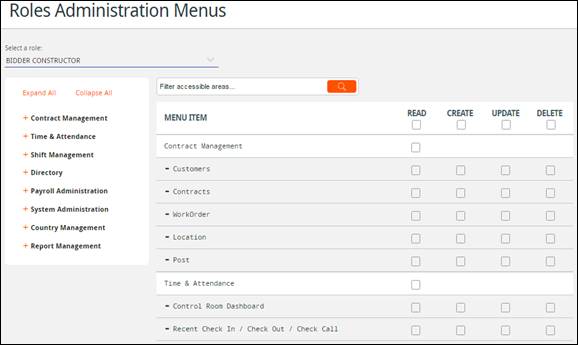 Roles Administration Menus
Select a role:
BIDDER CONSTRUCTOR
Expand All Collapse All
+ Contract Management
+ Time & Attendance
+ Shift Management
+ Directory
+ Payroll Administration
+ System Administration
+ Country Management
+ Report Management
Filter accessible areas...
MENU ITEM READ CREATE UPDATE DELETE
Contract Management
- Customers
- Contracts
- WorkOrder
- Location
- Post
Time & Attendance
- Control Room Dashboard
- Recent Check In / Check Out / Check Call